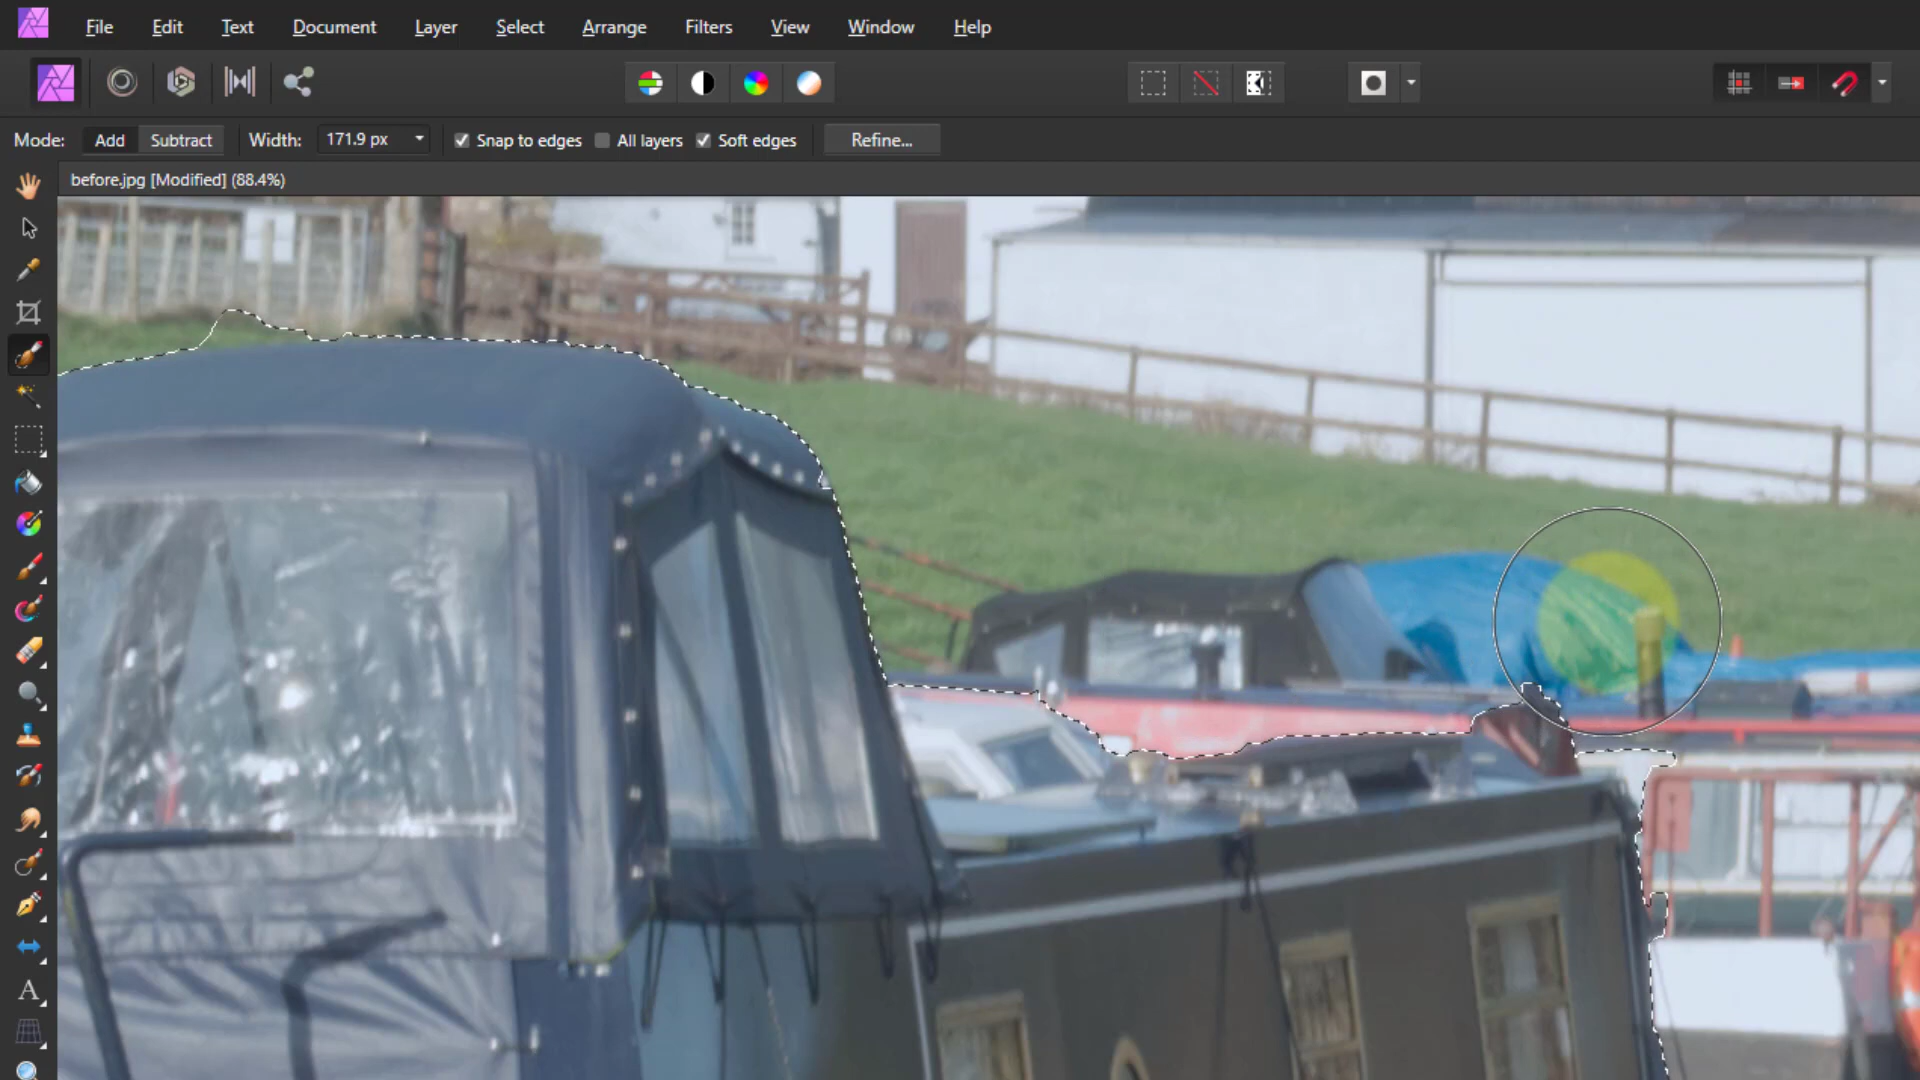 File Edit Text Document Layer Select Arrange Filters View Window Help
Mode: Add Subtract Width: 171.9 px Snap to edges All layers Soft edges Refine...
before.jpg [Modified] (88.4%)